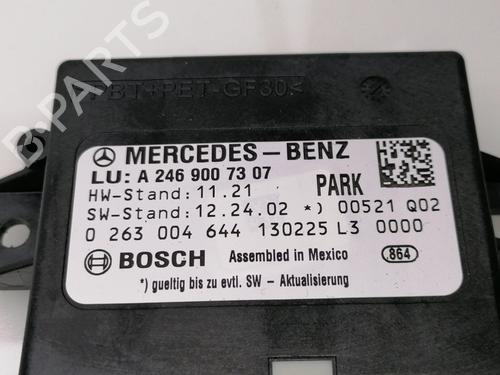 >PBT+PET-GF30<
MERCEDES-BENZ
LU: A 246 900 73 07
HW-Stand: 11.21 PARK
SW-Stand: 12.24.02 *) 00521 Q02
0 263 004 644 130225 L3 0000
BOSCH Assembled in Mexico 864
*) gueltig bis zu evtl. SW - Aktualisierung
B-PARTS